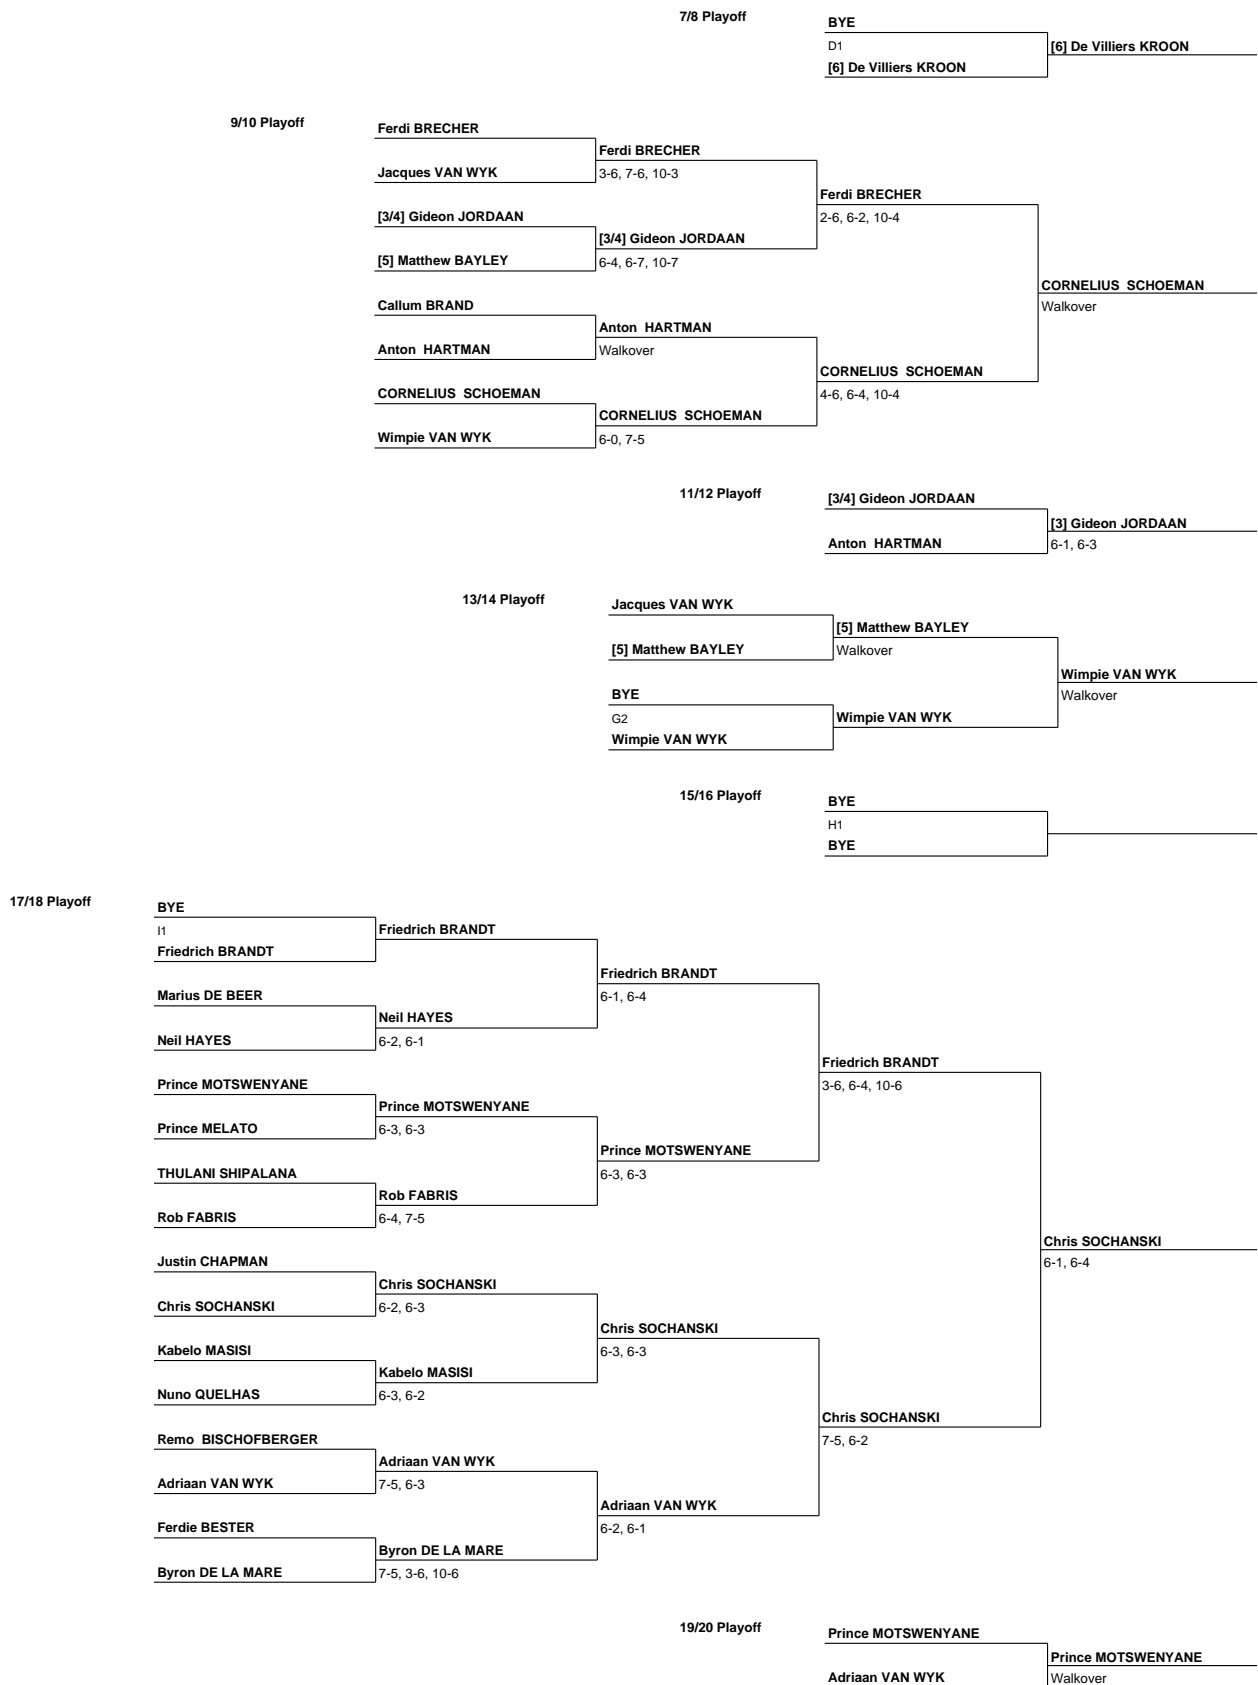 7/8 Playoff
BYE
D1
[6] De Villiers KROON
[6] De Villiers KROON
9/10 Playoff
Ferdi BRECHER
Ferdi BRECHER
Jacques VAN WYK
3-6, 7-6, 10-3
Ferdi BRECHER
[3/4] Gideon JORDAAN
2-6, 6-2, 10-4
[3/4] Gideon JORDAAN
[5] Matthew BAYLEY
6-4, 6-7, 10-7
CORNELIUS SCHOEMAN
Callum BRAND
Walkover
Anton HARTMAN
Anton HARTMAN
Walkover
CORNELIUS SCHOEMAN
CORNELIUS SCHOEMAN
4-6, 6-4, 10-4
CORNELIUS SCHOEMAN
Wimpie VAN WYK
6-0, 7-5
11/12 Playoff
[3/4] Gideon JORDAAN
[3] Gideon JORDAAN
Anton HARTMAN
6-1, 6-3
13/14 Playoff
Jacques VAN WYK
[5] Matthew BAYLEY
[5] Matthew BAYLEY
Walkover
Wimpie VAN WYK
BYE
Walkover
G2
Wimpie VAN WYK
Wimpie VAN WYK
15/16 Playoff
BYE
H1
BYE
17/18 Playoff
BYE
I1
Friedrich BRANDT
Friedrich BRANDT
Friedrich BRANDT
Marius DE BEER
6-1, 6-4
Neil HAYES
Neil HAYES
6-2, 6-1
Friedrich BRANDT
Prince MOTSWENYANE
3-6, 6-4, 10-6
Prince MOTSWENYANE
Prince MELATO
6-3, 6-3
Prince MOTSWENYANE
THULANI SHIPALANA
6-3, 6-3
Rob FABRIS
Rob FABRIS
6-4, 7-5
Chris SOCHANSKI
Justin CHAPMAN
6-1, 6-4
Chris SOCHANSKI
Chris SOCHANSKI
6-2, 6-3
Chris SOCHANSKI
Kabelo MASISI
6-3, 6-3
Kabelo MASISI
Nuno QUELHAS
6-3, 6-2
Chris SOCHANSKI
Remo BISCHOFBERGER
7-5, 6-2
Adriaan VAN WYK
Adriaan VAN WYK
7-5, 6-3
Adriaan VAN WYK
Ferdie BESTER
6-2, 6-1
Byron DE LA MARE
Byron DE LA MARE
7-5, 3-6, 10-6
19/20 Playoff
Prince MOTSWENYANE
Prince MOTSWENYANE
Adriaan VAN WYK
Walkover